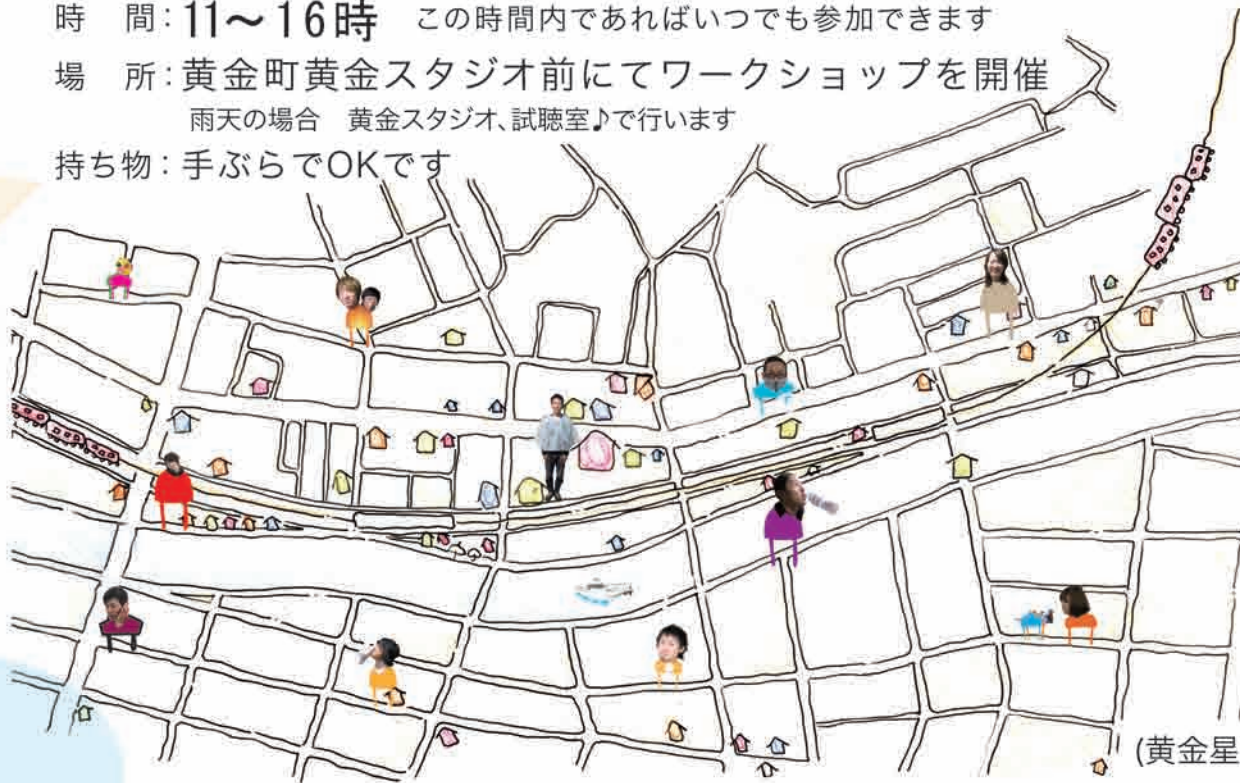 時　間：11〜16時　この時間内であればいつでも参加できます
場　所：黄金町黄金スタジオ前にてワークショップを開催
雨天の場合　黄金スタジオ、試聴室♪で行います
持ち物：手ぶらでOKです
(黄金星